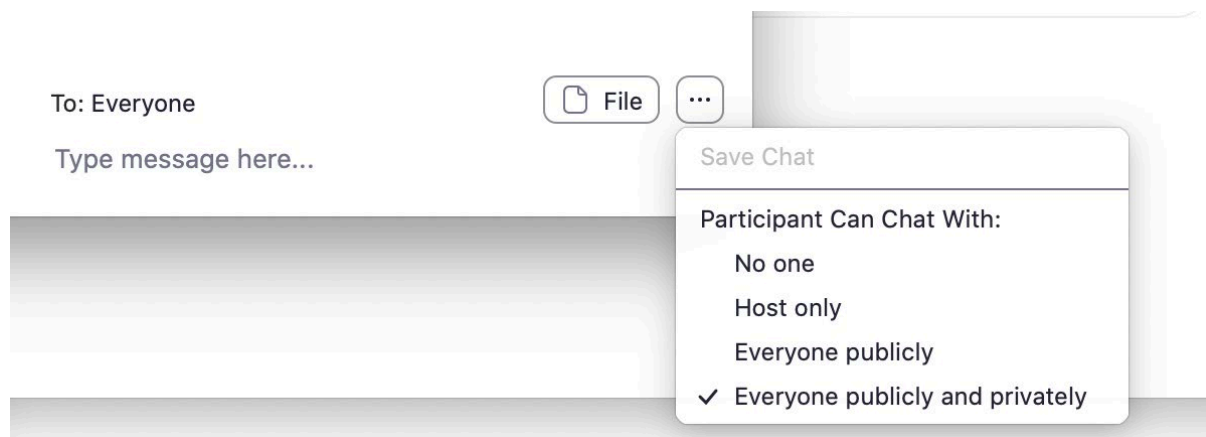 To: Everyone
File
...
Type message here...
Save Chat
Participant Can Chat With:
No one
Host only
Everyone publicly
✓ Everyone publicly and privately